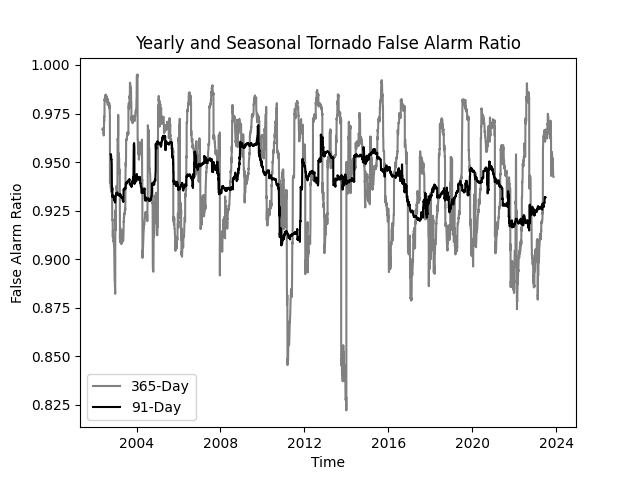 Yearly and Seasonal Tornado False Alarm Ratio
1.000
0.975
0.950
0.925
0.900
0.875
0.850
0.825
False Alarm Ratio
365-Day
91-Day
2004 2008 2012 2016 2020 2024
Time